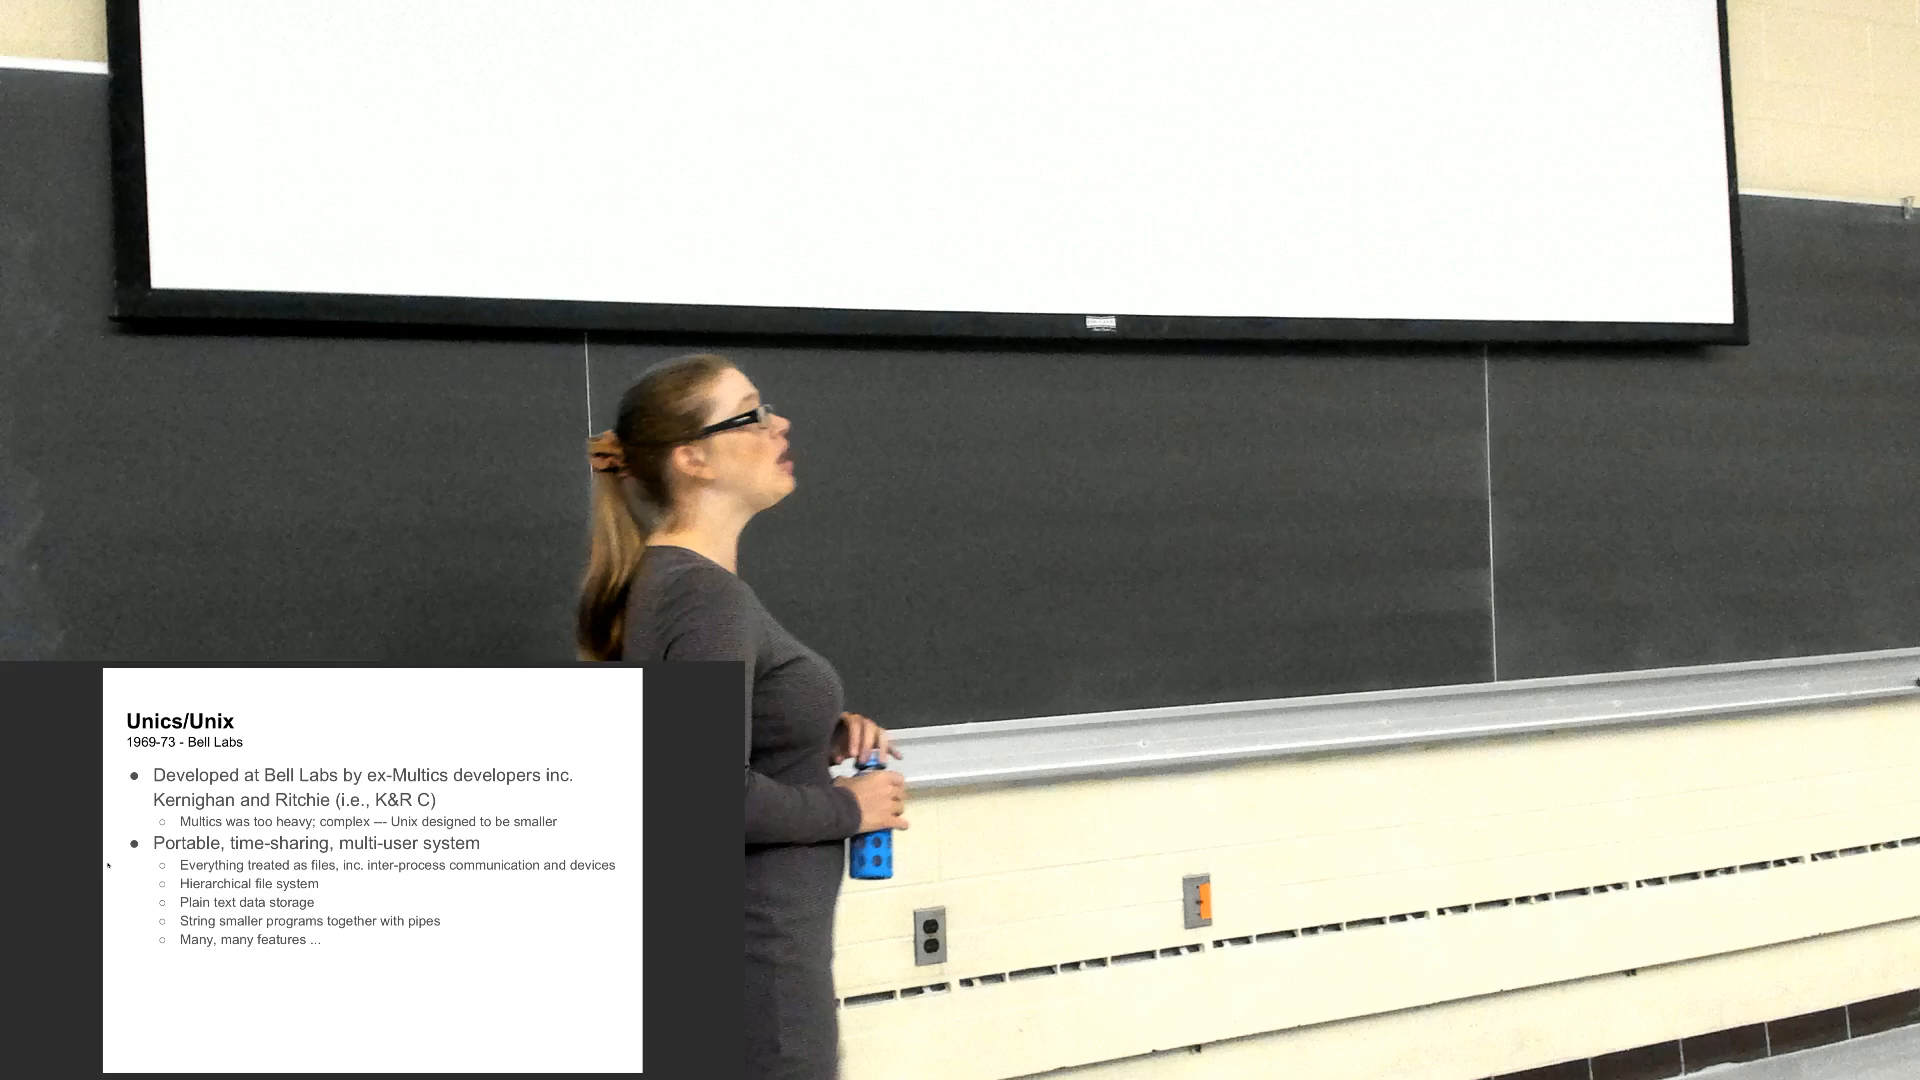 Unics/Unix
1969-73 - Bell Labs
● Developed at Bell Labs by ex-Multics developers inc.
Kernighan and Ritchie (i.e., K&R C)
○ Multics was too heavy; complex --- Unix designed to be smaller
● Portable, time-sharing, multi-user system
○ Everything treated as files, inc. inter-process communication and devices
○ Hierarchical file system
○ Plain text data storage
○ String smaller programs together with pipes
○ Many, many features ...